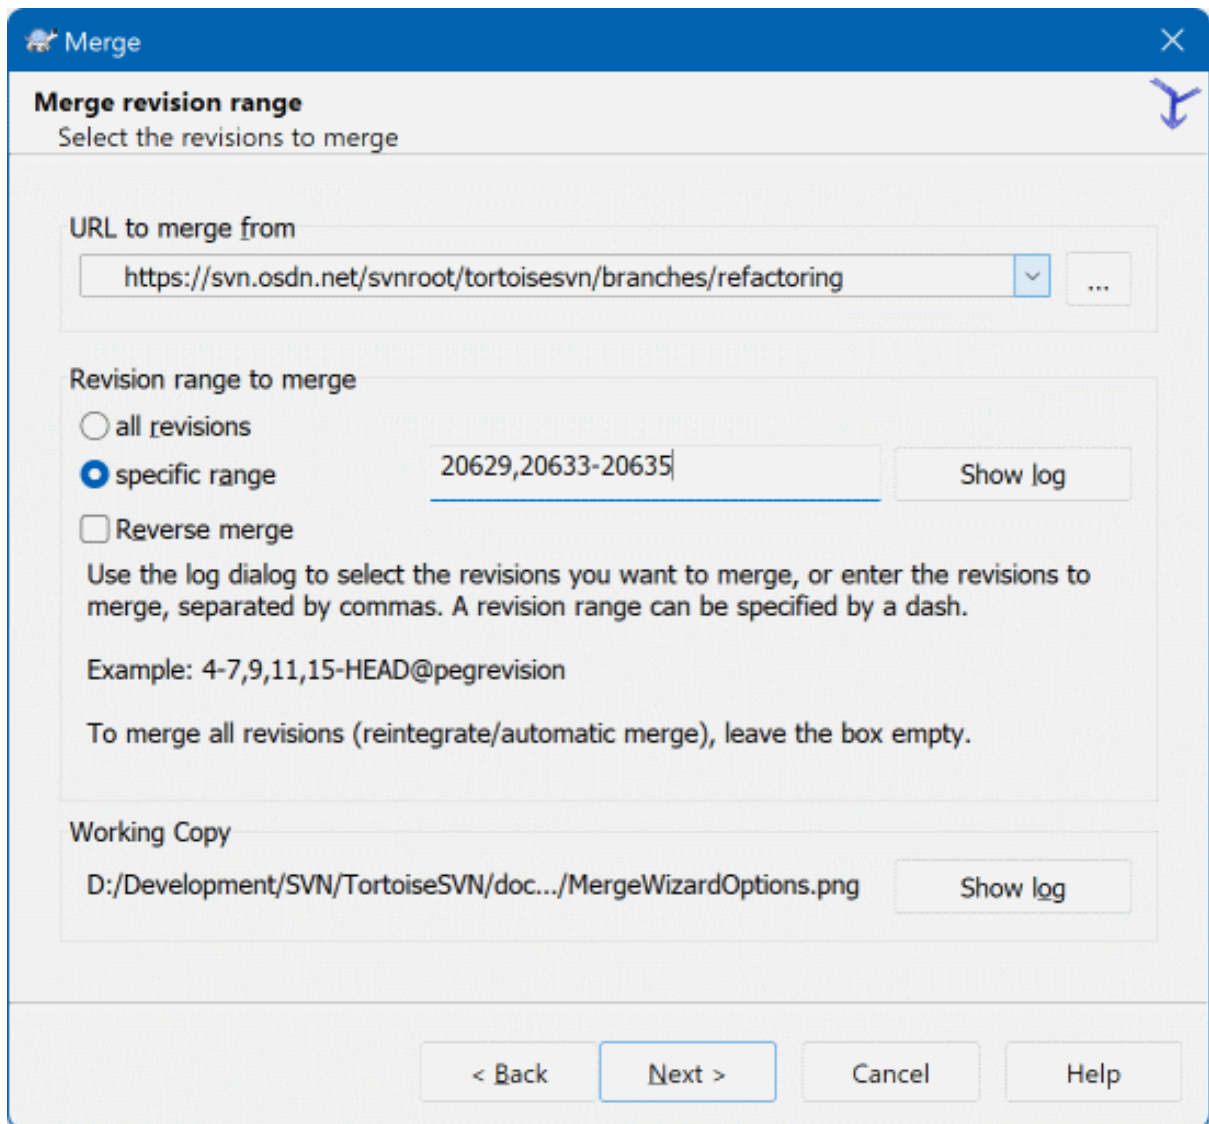 Merge
Merge revision range
Select the revisions to merge
URL to merge from
https://svn.osdn.net/svnroot/tortoisesvn/branches/refactoring
...
Revision range to merge
all revisions
specific range
20629,20633-20635
Show log
Reverse merge
Use the log dialog to select the revisions you want to merge, or enter the revisions to
merge, separated by commas. A revision range can be specified by a dash.
Example: 4-7,9,11,15-HEAD@pegrevision
To merge all revisions (reintegrate/automatic merge), leave the box empty.
Working Copy
D:/Development/SVN/TortoiseSVN/doc.../MergeWizardOptions.png
Show log
< Back
Next >
Cancel
Help